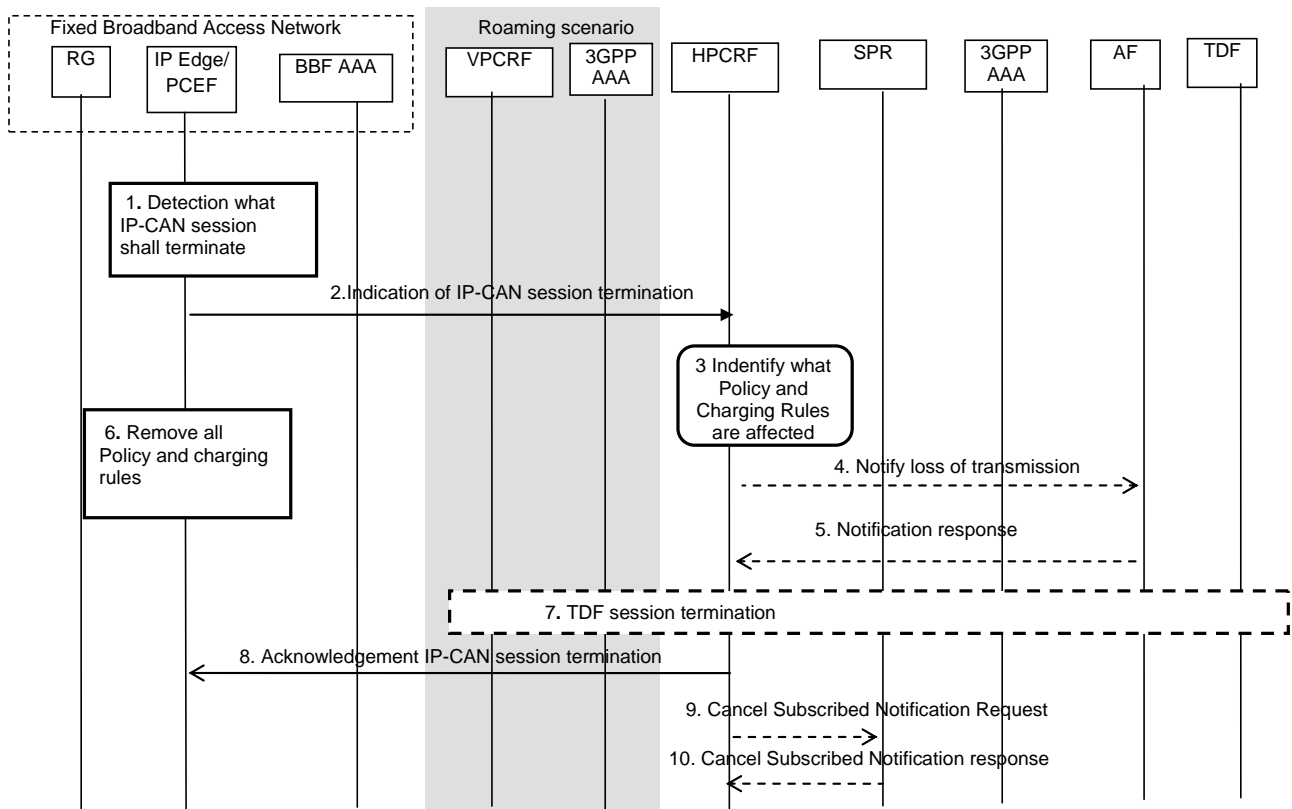 Fixed Broadband Access Network
Roaming scenario
RG
IP Edge/
PCEF
BBF AAA
VPCRF
3GPP
AAA
HPCRF
SPR
3GPP
AAA
AF
TDF
1. Detection what
IP-CAN session
shall terminate
2.Indication of IP-CAN session termination
3 Indentify what
Policy and
Charging Rules
are affected
6. Remove all
Policy and charging
rules
4. Notify loss of transmission
5. Notification response
7. TDF session termination
8. Acknowledgement IP-CAN session termination
9. Cancel Subscribed Notification Request
10. Cancel Subscribed Notification response